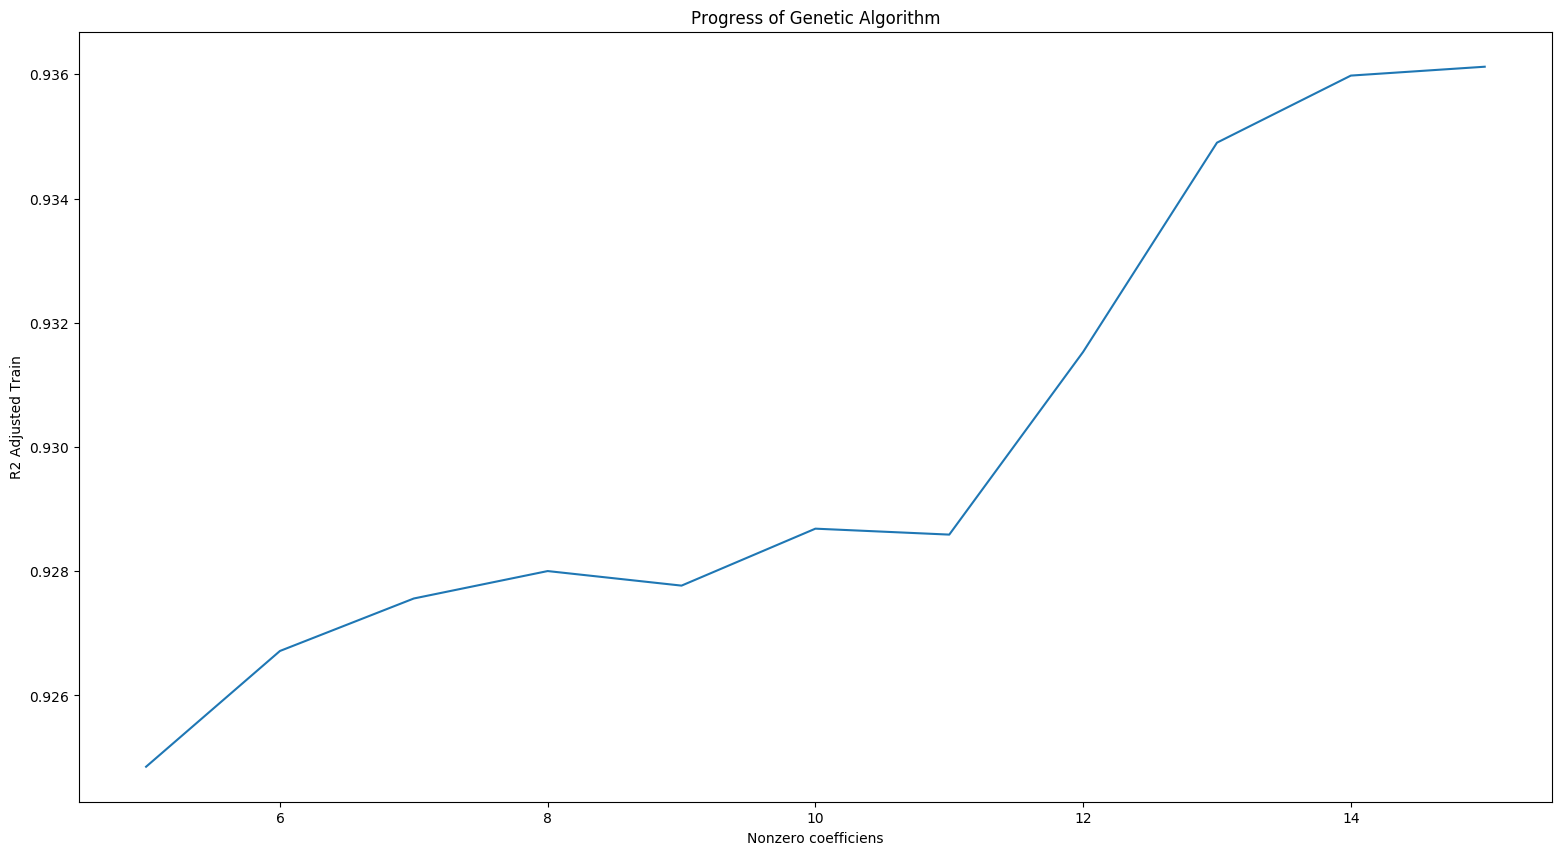 Progress of Genetic Algorithm
R2 Adjusted Train
0.936
0.934
0.932
0.930
0.928
0.926
6 8 10 12 14
Nonzero coefficiens